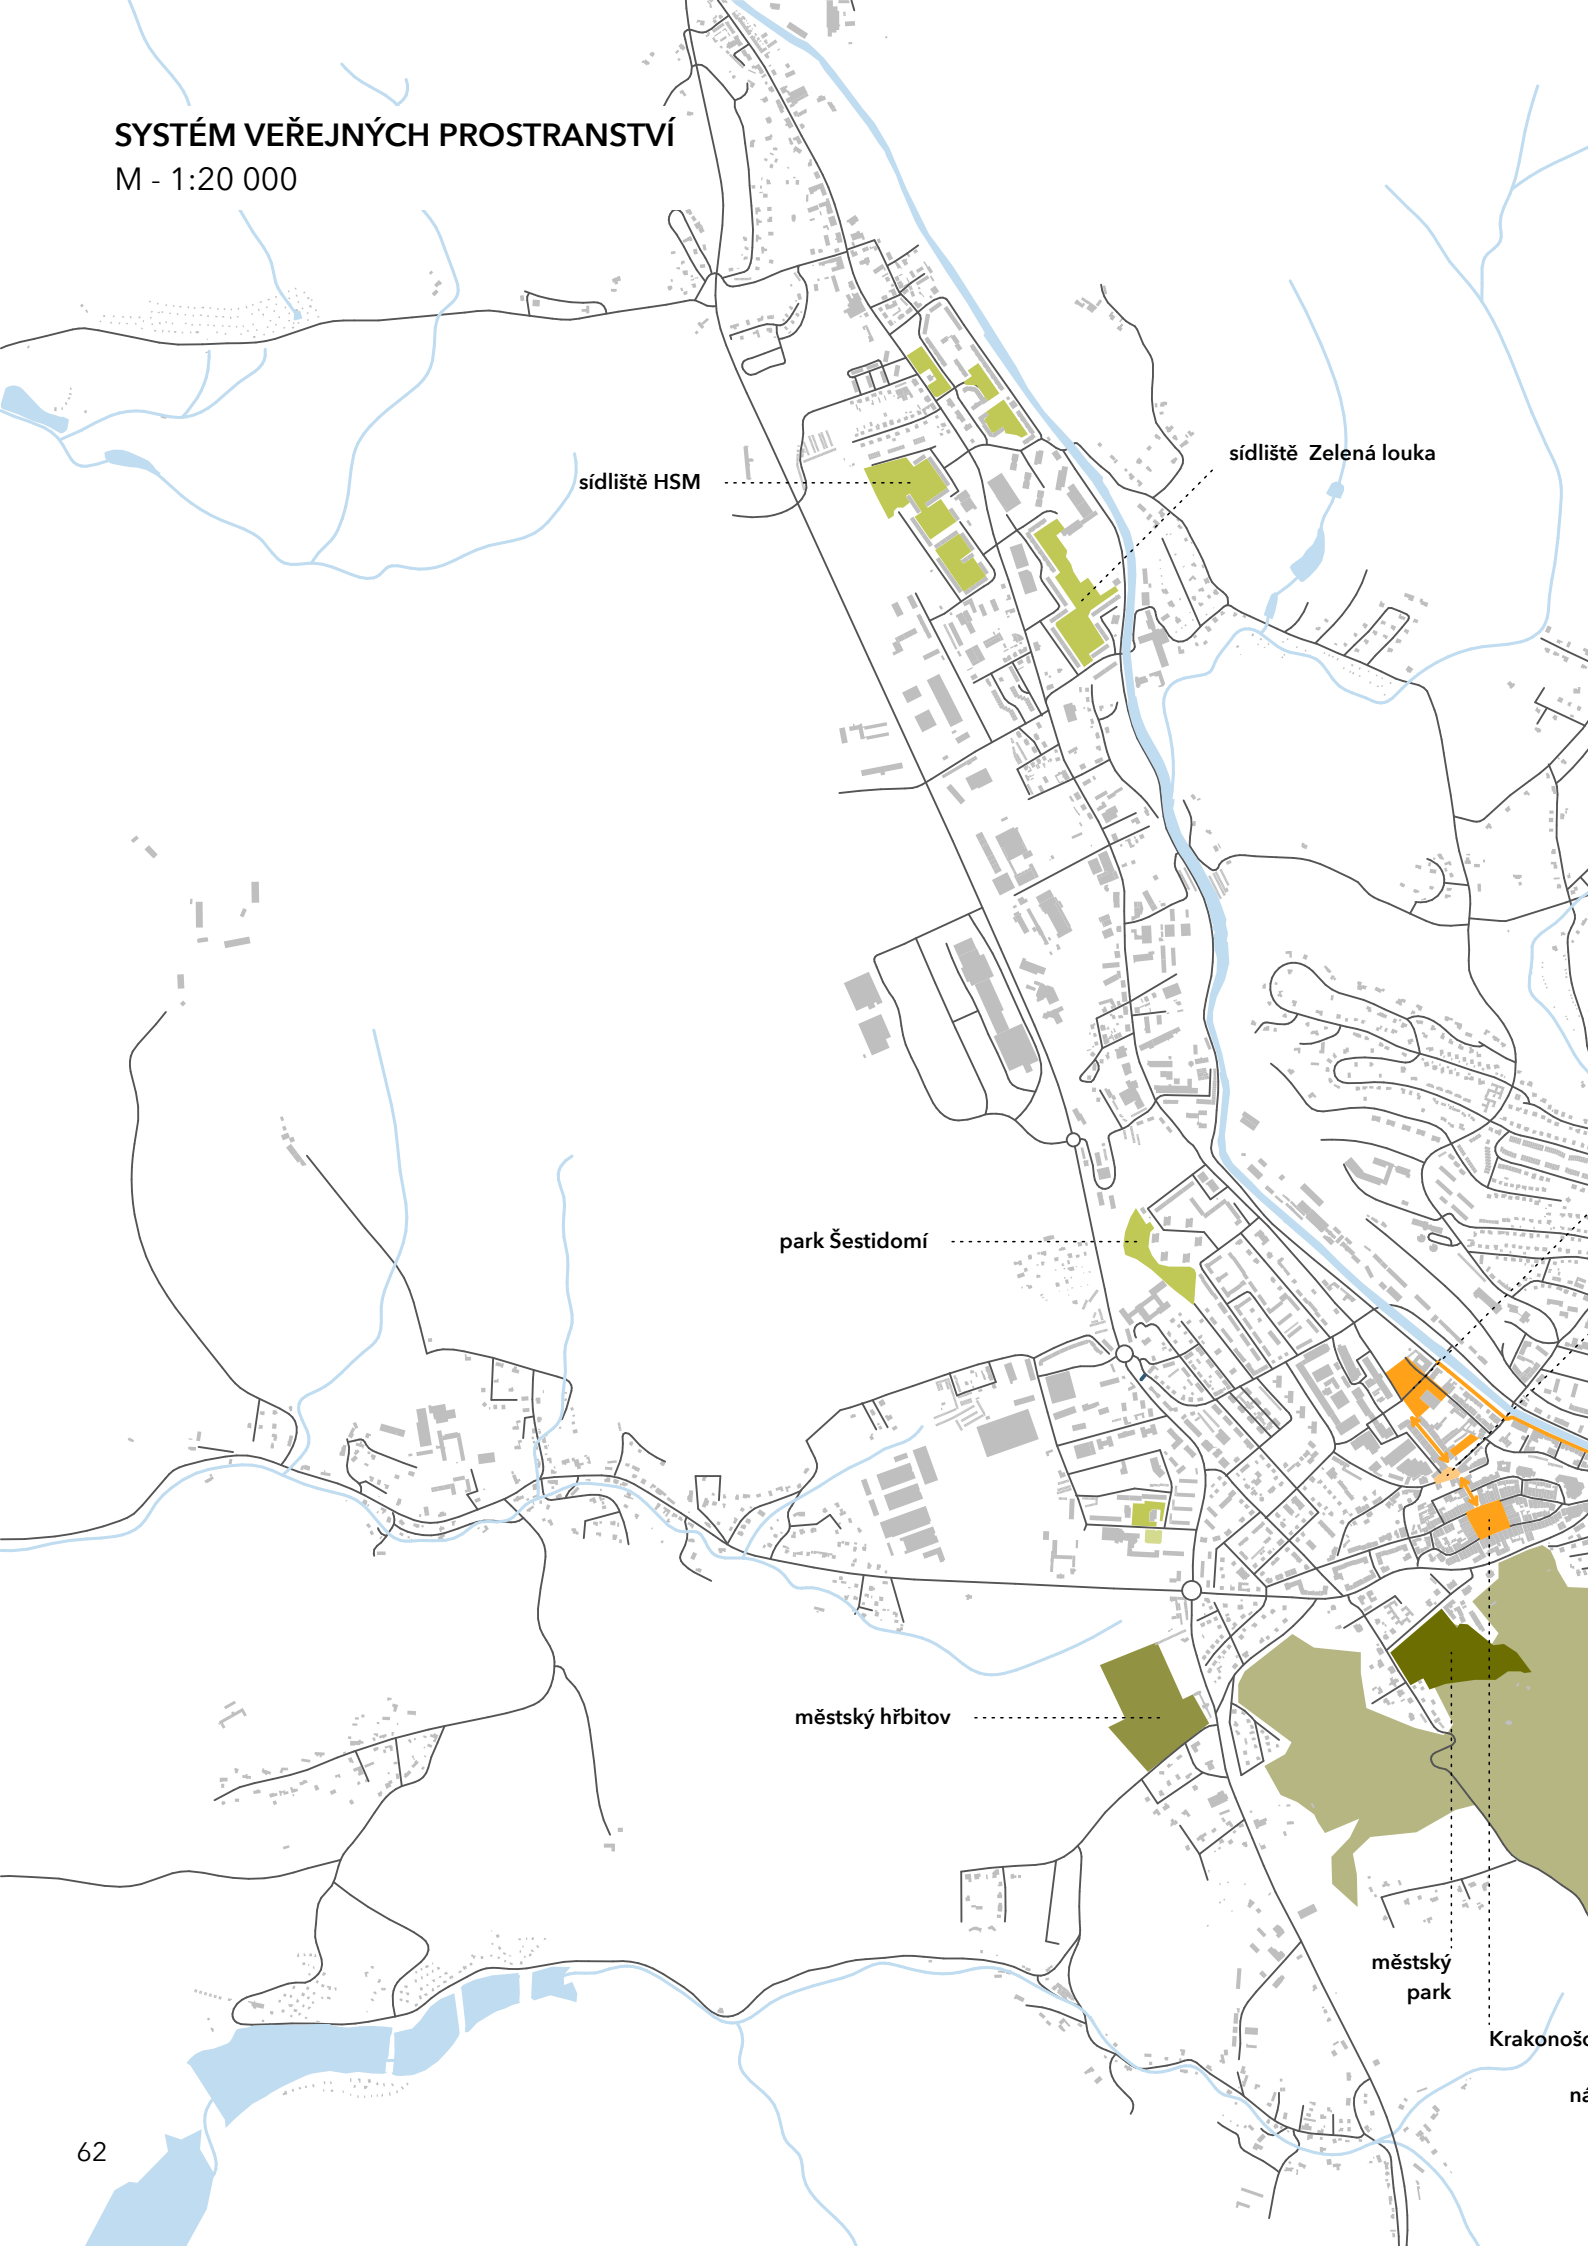 SYSTÉM VEŘEJNÝCH PROSTRANSTVÍ
M - 1:20 000
sídliště Zelená louka
sídliště HSM
park Šestidomí
městský hřbitov
městský
park
62